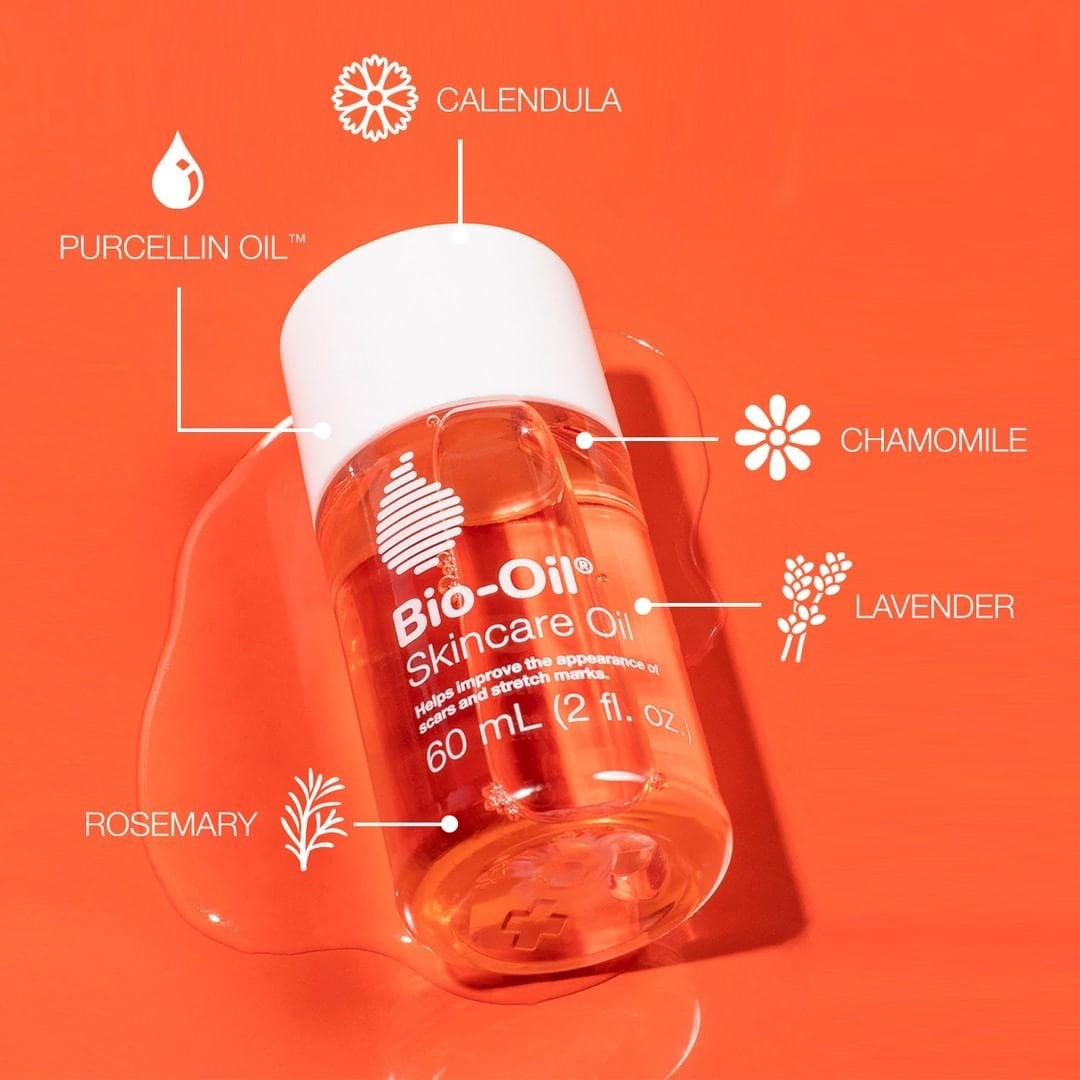 CALENDULA
PURCELLIN OIL™
CHAMOMILE
Bio-Oil®
Skincare Oil
Helps improve the appearance of
scars and stretch marks.
60 mL (2 fl. oz.)
LAVENDER
ROSEMARY